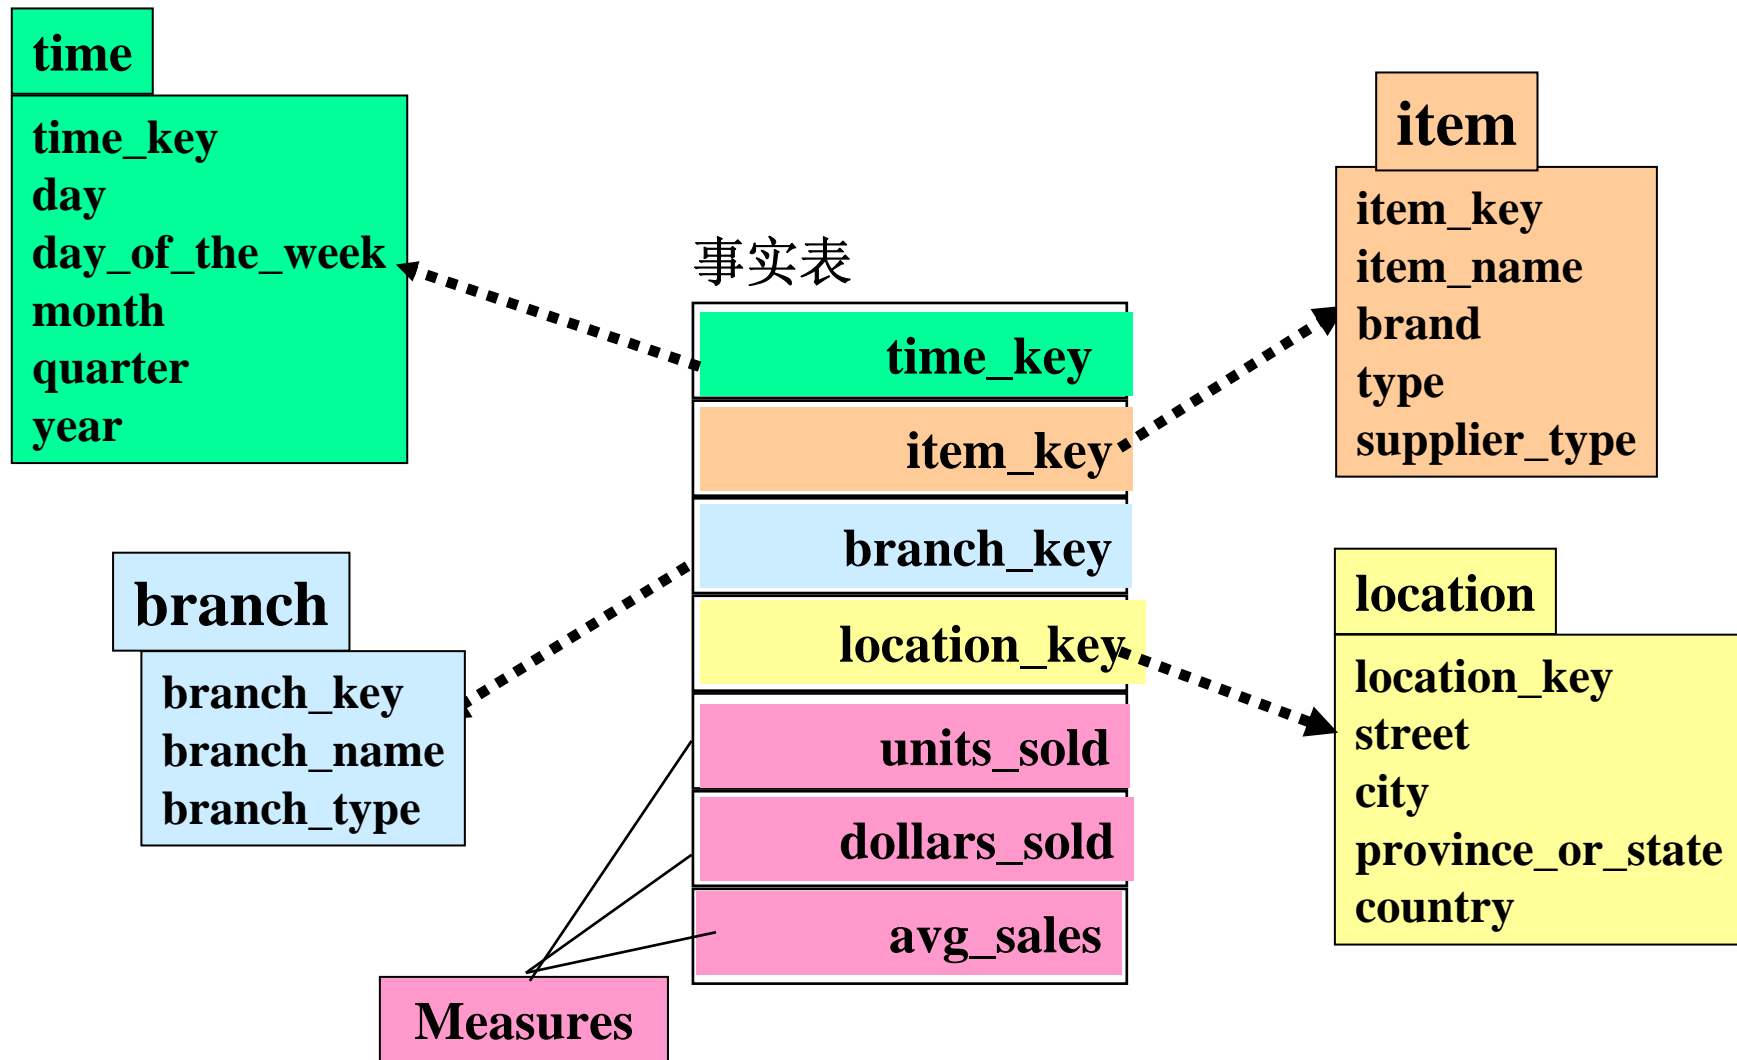 time
time_key
day
day_of_the_week
month
quarter
year
事实表
time_key
item_key
branch_key
location_key
units_sold
dollars_sold
avg_sales
item
item_key
item_name
brand
type
supplier_type
branch
branch_key
branch_name
branch_type
location
location_key
street
city
province_or_state
country
Measures